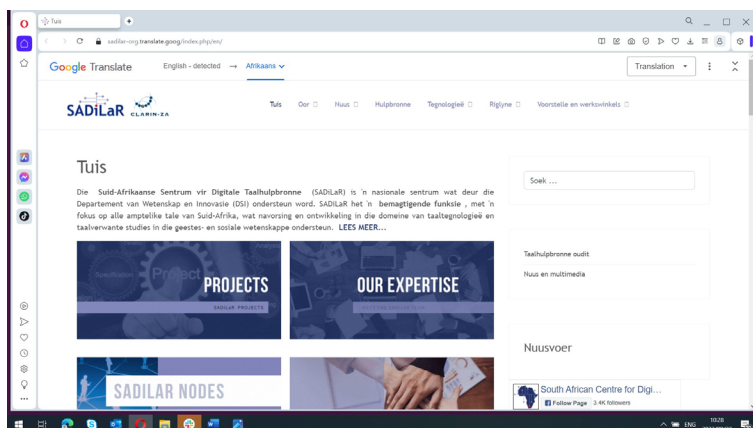 Tuis
sadilar-org.translate.goog/index.php/en/
Google Translate
English - detected → Afrikaans
Translation
SADiLaR CLARIN-ZA
Tuis Oor Nuus Hulpbronne Tegnologieë Riglyne Voorstelle en werkswinkels
Tuis
Die Suid-Afrikaanse Sentrum vir Digitale Taalhulpbronne (SADiLaR) is 'n nasionale sentrum wat deur die
Departement van Wetenskap en Innovasie (DSI) ondersteun word. SADiLaR het 'n bemagtigende funksie , met 'n
fokus op alle amptelike tale van Suid-Afrika, wat navorsing en ontwikkeling in die domeine van taaltegnologieë en
taalverwante studies in die geestes- en sosiale wetenskappe ondersteun. LEES MEER...
Soek ...
Taalhulpbronne oudit
Nuus en multimedia
Project
PROJECTS
SADILAR PROJECTS
OUR EXPERTISE
SADILAR NODES
Nuusvoer
South African Centre for Digi...
Follow Page 3.4K followers
ENG
10:28